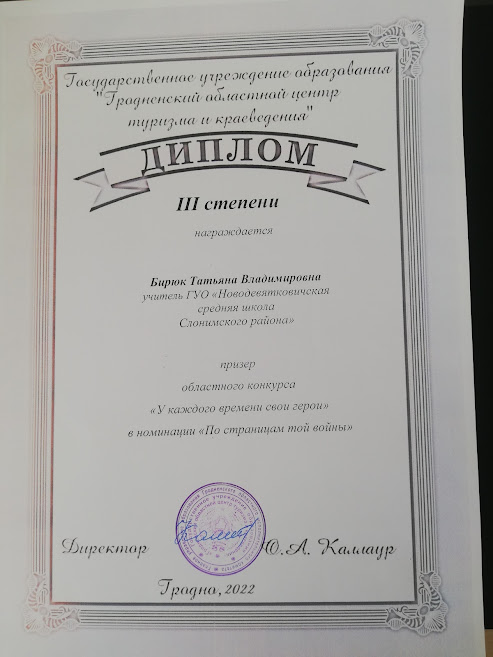 Государственное учреждение образования
"Гродненский областной центр
туризма и краеведения"
ДИПЛОМ
III степени
награждается
Бирюк Татьяна Владимировна
учитель ГУО «Новодевятковичская
средняя школа
Слонимского района»
призер
областного конкурса
«У каждого времени свои герои»
в номинации «По страницам той войны»
Директор Ю.А. Каллаур
Гродно, 2022